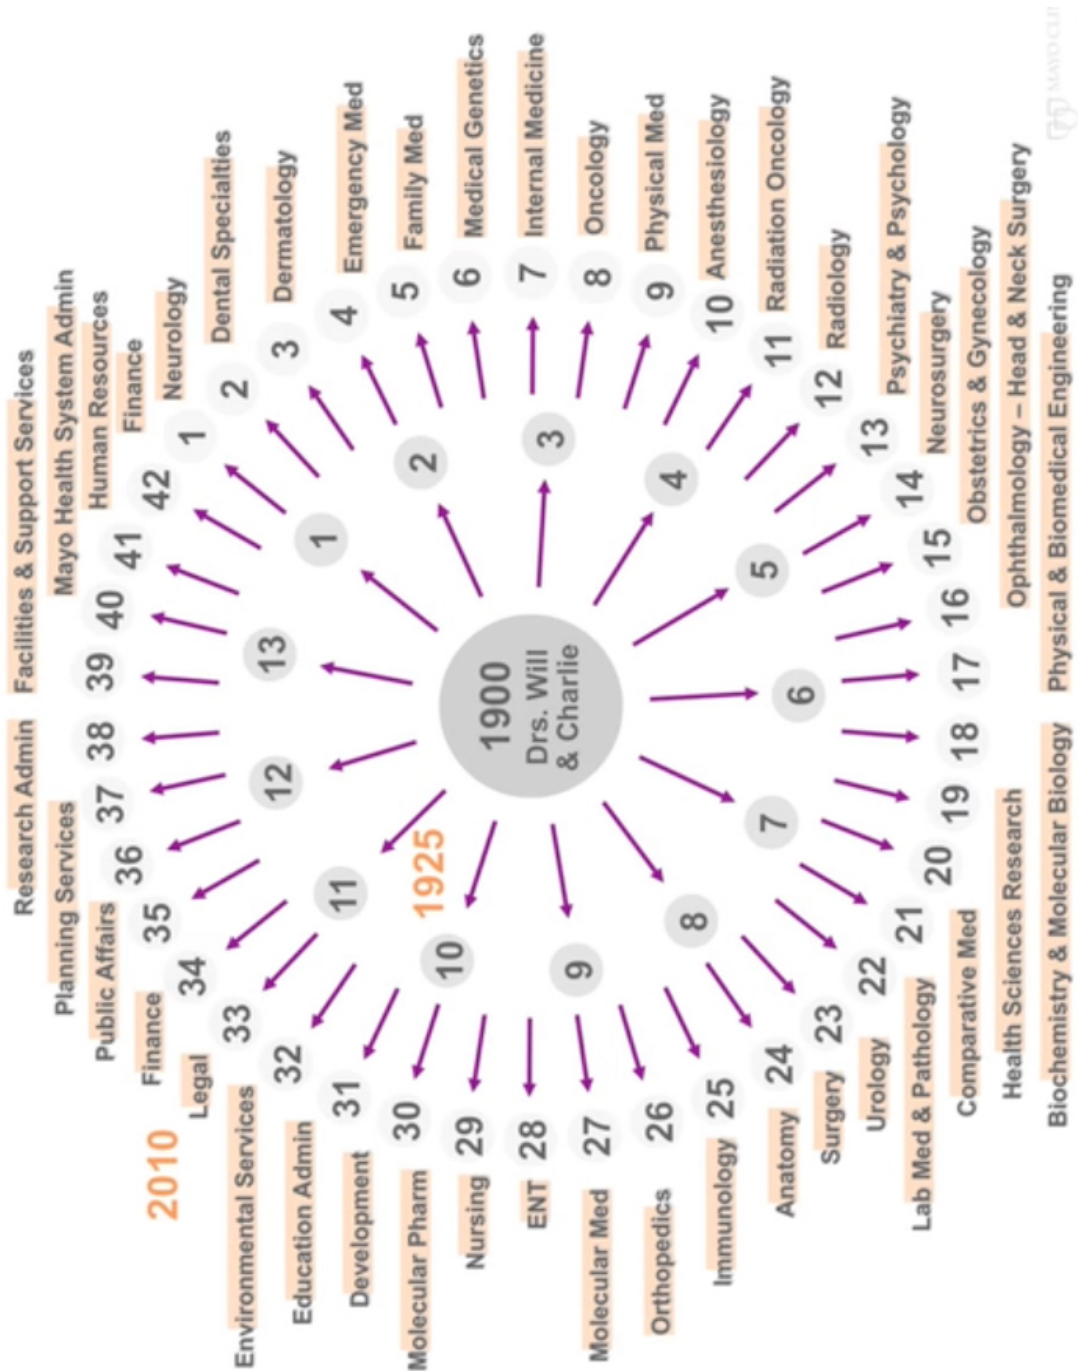 2010
1925
1900
Drs. Will
& Charlie
1
2
3
4
5
6
7
8
9
10
11
12
13
1
Neurology
2
Dental Specialties
3
Dermatology
4
Emergency Med
5
Family Med
6
Medical Genetics
7
Internal Medicine
8
Oncology
9
Physical Med
10
Anesthesiology
11
Radiation Oncology
12
Radiology
13
Psychiatry & Psychology
14
Neurosurgery
15
Obstetrics & Gynecology
16
Ophthalmology – Head & Neck Surgery
17
Physical & Biomedical Engineering
18
Biochemistry & Molecular Biology
19
Health Sciences Research
20
Comparative Med
21
Lab Med & Pathology
22
Urology
23
Surgery
24
Anatomy
25
Immunology
26
Orthopedics
27
Molecular Med
28
ENT
29
Nursing
30
Molecular Pharm
31
Development
32
Education Admin
33
Environmental Services
34
Legal
35
Finance
36
Public Affairs
37
Planning Services
38
Research Admin
39
Facilities & Support Services
40
Mayo Health System Admin
41
Human Resources
42
Finance
MAYO CLI